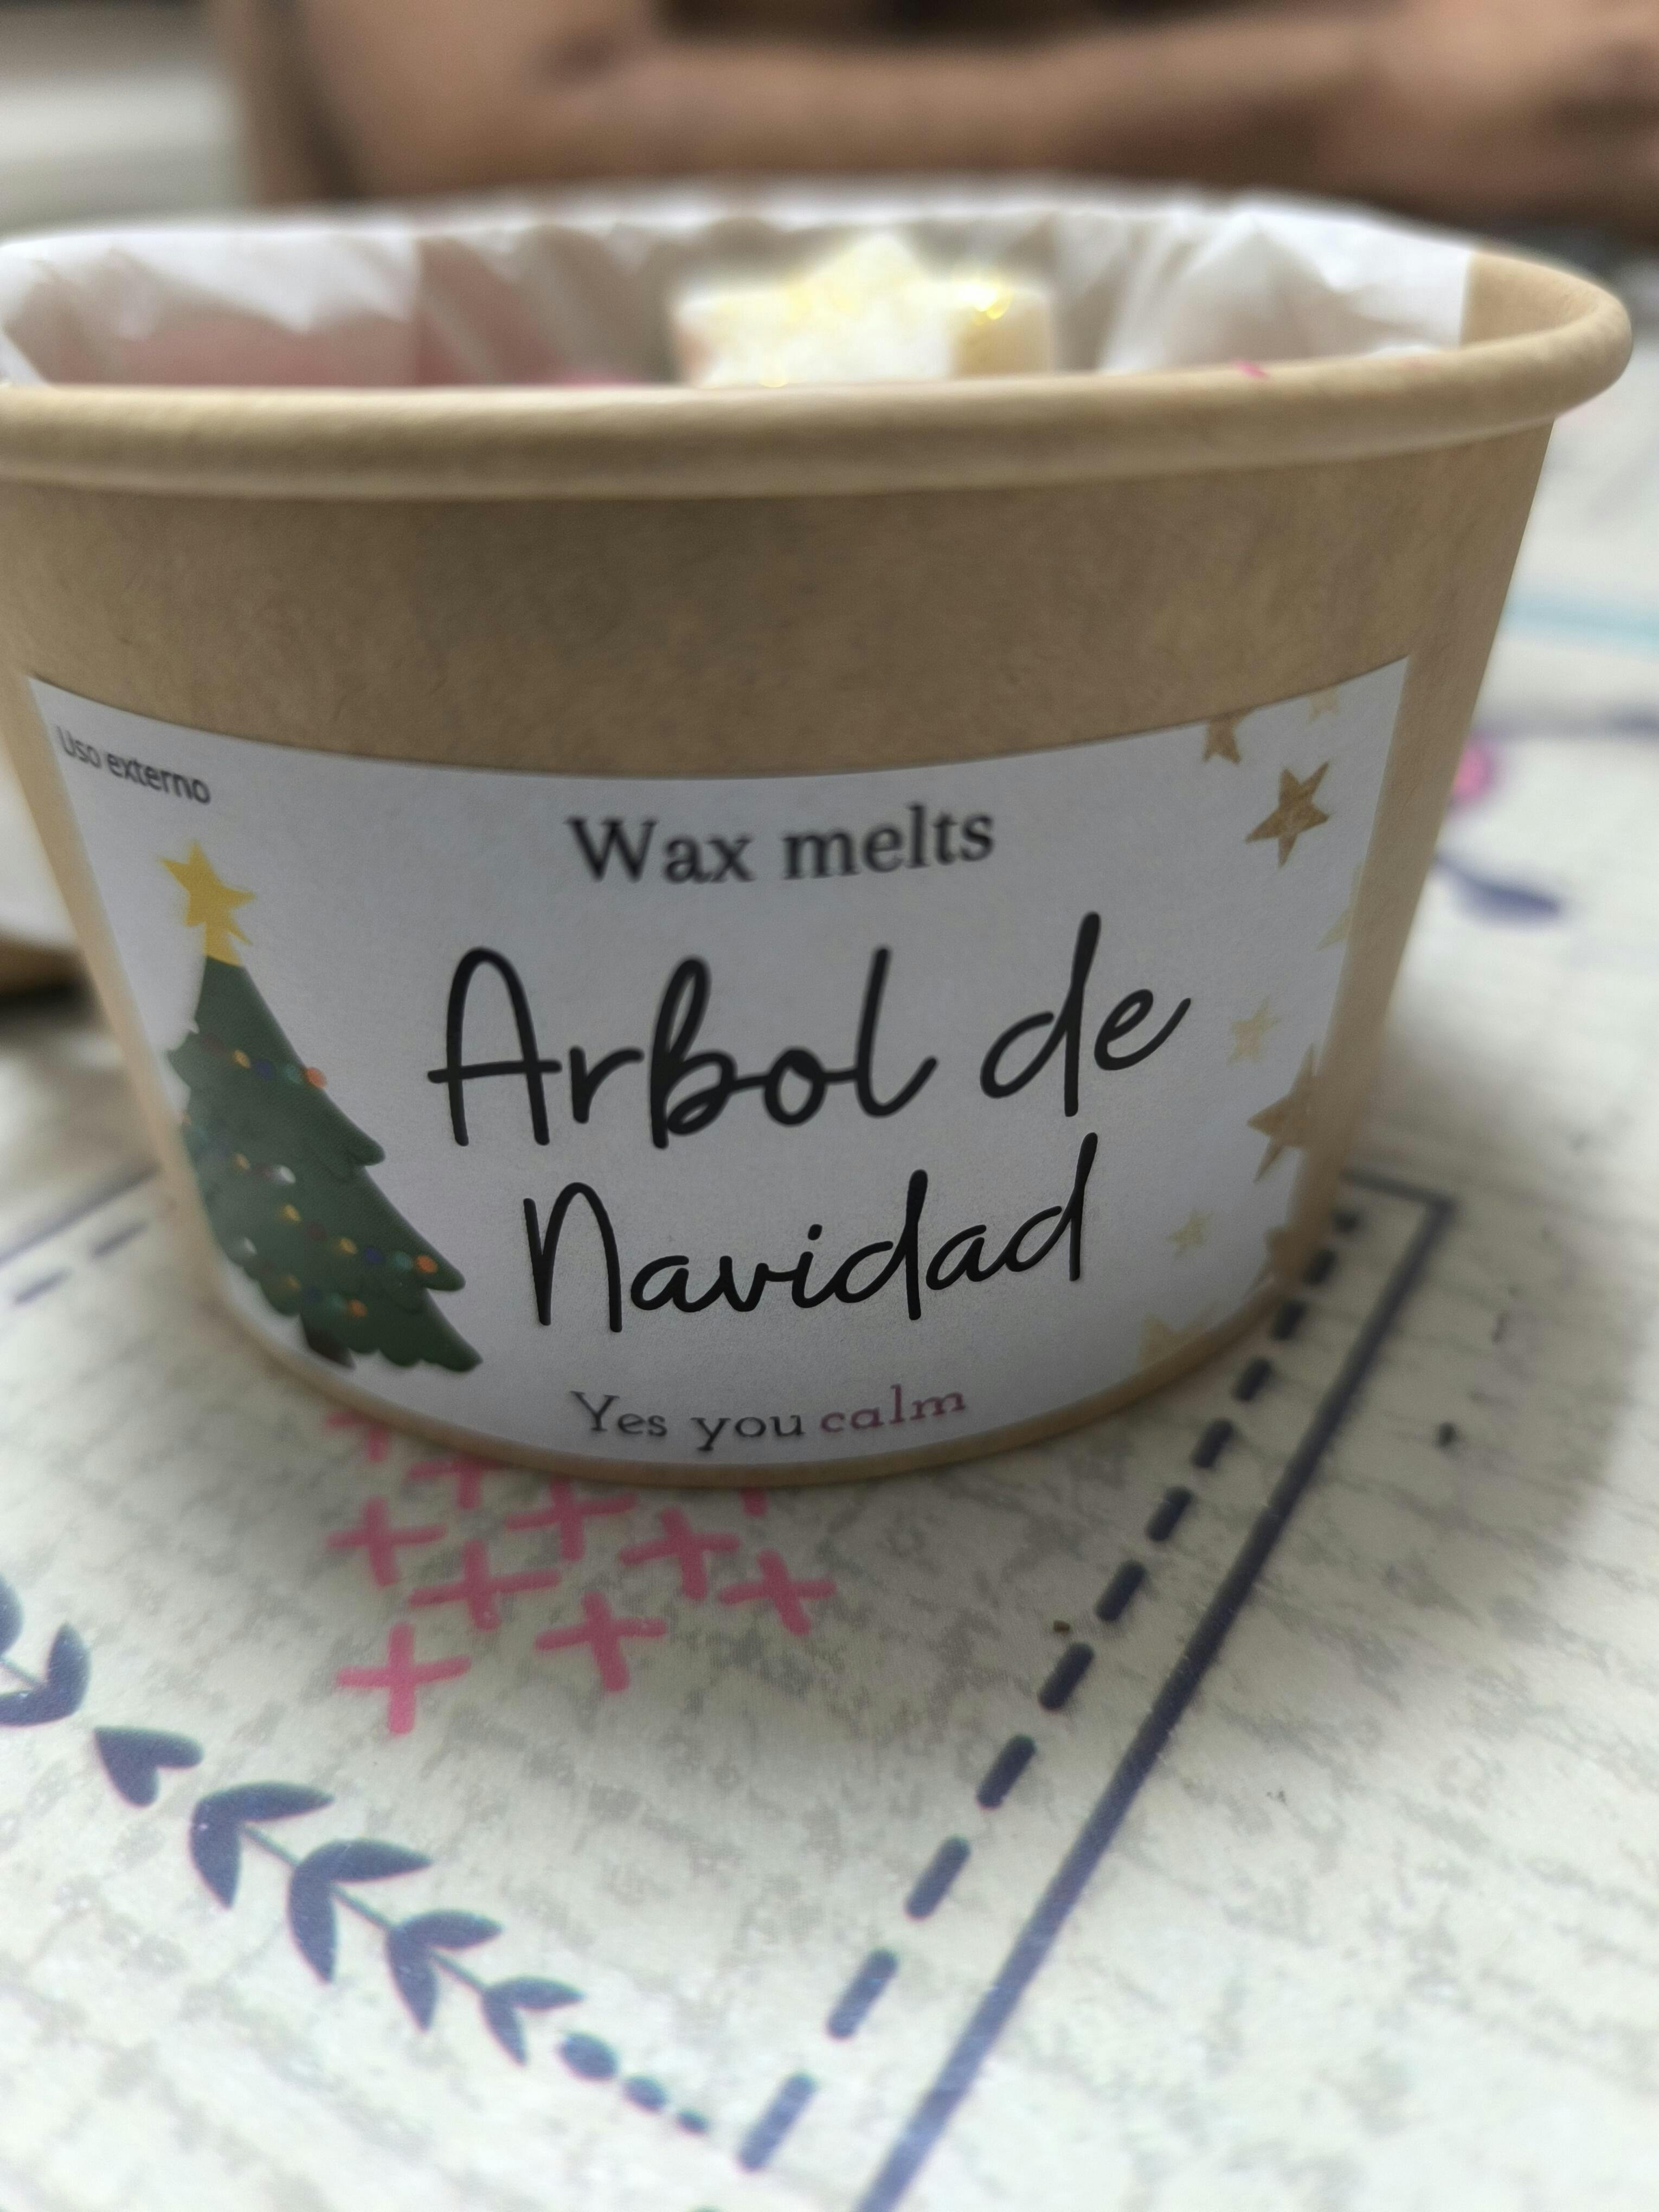 Uso externo
Wax melts
Arbol de
Navidad
Yes you calm